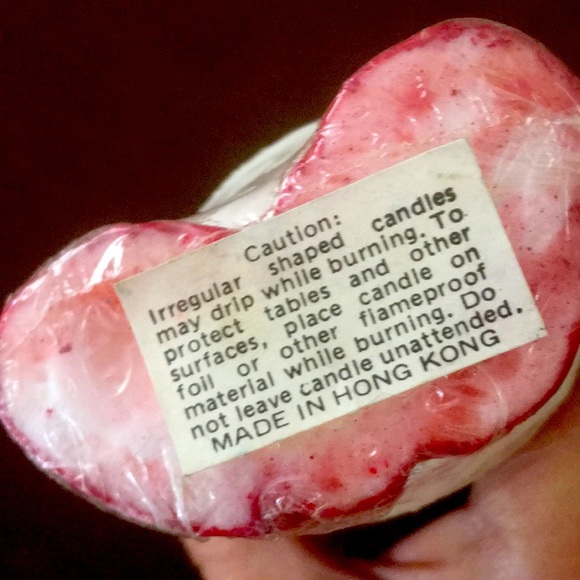 Caution:
Irregular shaped candles
may drip while burning. To
protect tables and other
surfaces, place candle on
foil or other fiameproof
material while burning. Do
not leave candle unattended.
MADE IN HONG KONG